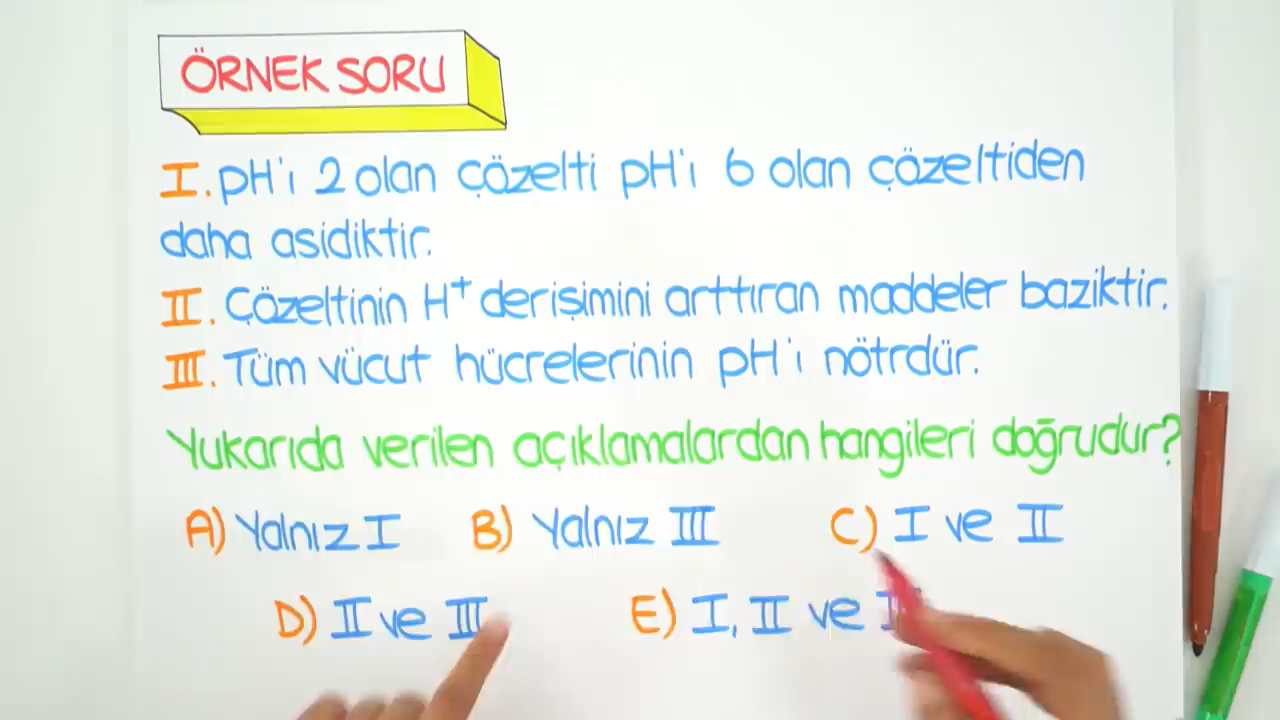 ÖRNEK SORU
I. pH'i 2 olan çözelti pH'i 6 olan çözeltiden
daha asidiktir.
II. Çözeltinin H⁺ derişimini arttıran maddeler baziktir.
III. Tüm vücut hücrelerinin pH'i nötrdür.
Yukarıda verilen açıklamalardan hangileri doğrudur?
A) Yalnız I B) Yalnız III C) I ve II
D) II ve III E) I, II ve